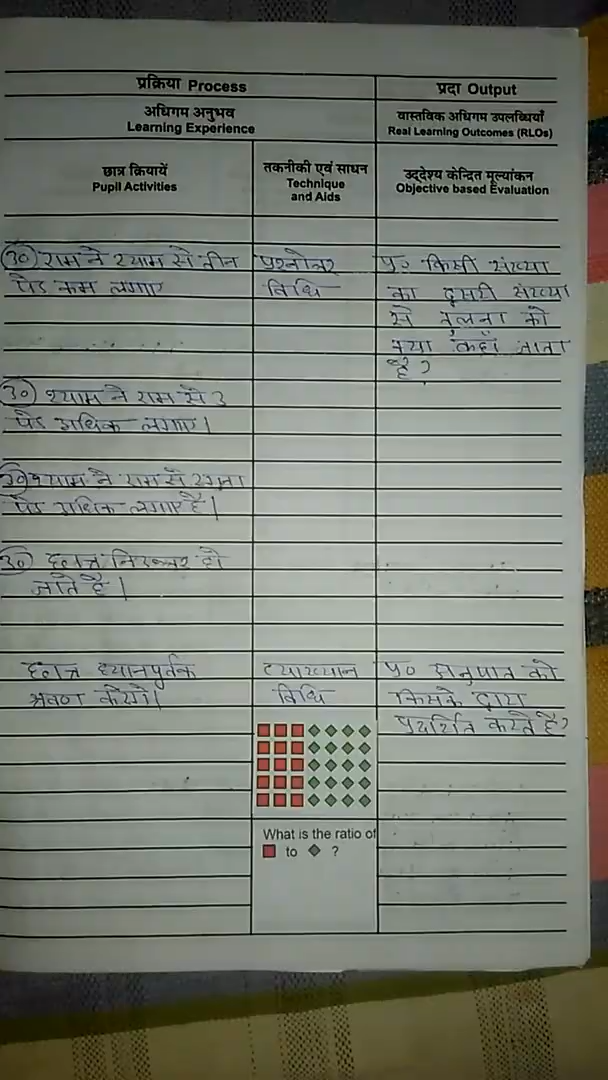 प्रक्रिया Process
प्रदा Output
अधिगम अनुभव
Learning Experience
वास्तविक अधिगम उपलब्धियाँ
Real Learning Outcomes (RLOs)
छात्र क्रियायें
Pupil Activities
तकनीकी एवं साधन
Technique
and Aids
उद्देश्य केन्द्रित मूल्यांकन
Objective based Evaluation
उ० राम ने श्याम से तीन
पेड कम लगाए
प्रश्नोत्तर
विधि
प्र० किसी संख्या
का दूसरी संख्या
से तुलना को
क्या कहाँ जाता
है?
उ० श्याम ने राम से 3
पेड अधिक लगाए।
उ० श्याम ने राम से
पेड अधिक लगाए है।
उ० छात्र निरूत्तर हो
जाते है।
छात्र ध्यानपूर्वक
श्रवण करेगे।
व्याख्यान
विधि
प्र० अनुपात को
किसके द्वारा
प्रदर्शित करते है?
What is the ratio of
to ?